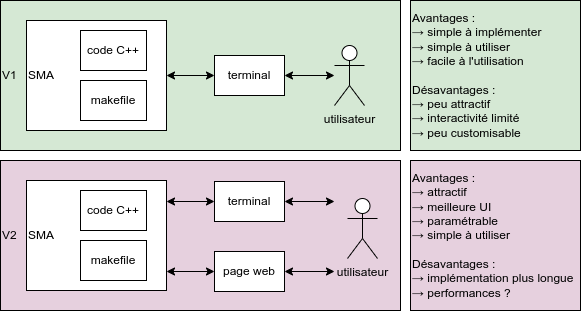 V1
SMA
code C++
makefile
terminal
utilisateur
Avantages :
→ simple à implémenter
→ simple à utiliser
→ facile à l'utilisation
Désavantages :
→ peu attractif
→ interactivité limité
→ peu customisable
V2
SMA
code C++
makefile
terminal
page web
utilisateur
Avantages :
→ attractif
→ meilleure UI
→ paramétrable
→ simple à utiliser
Désavantages :
→ implémentation plus longue
→ performances ?